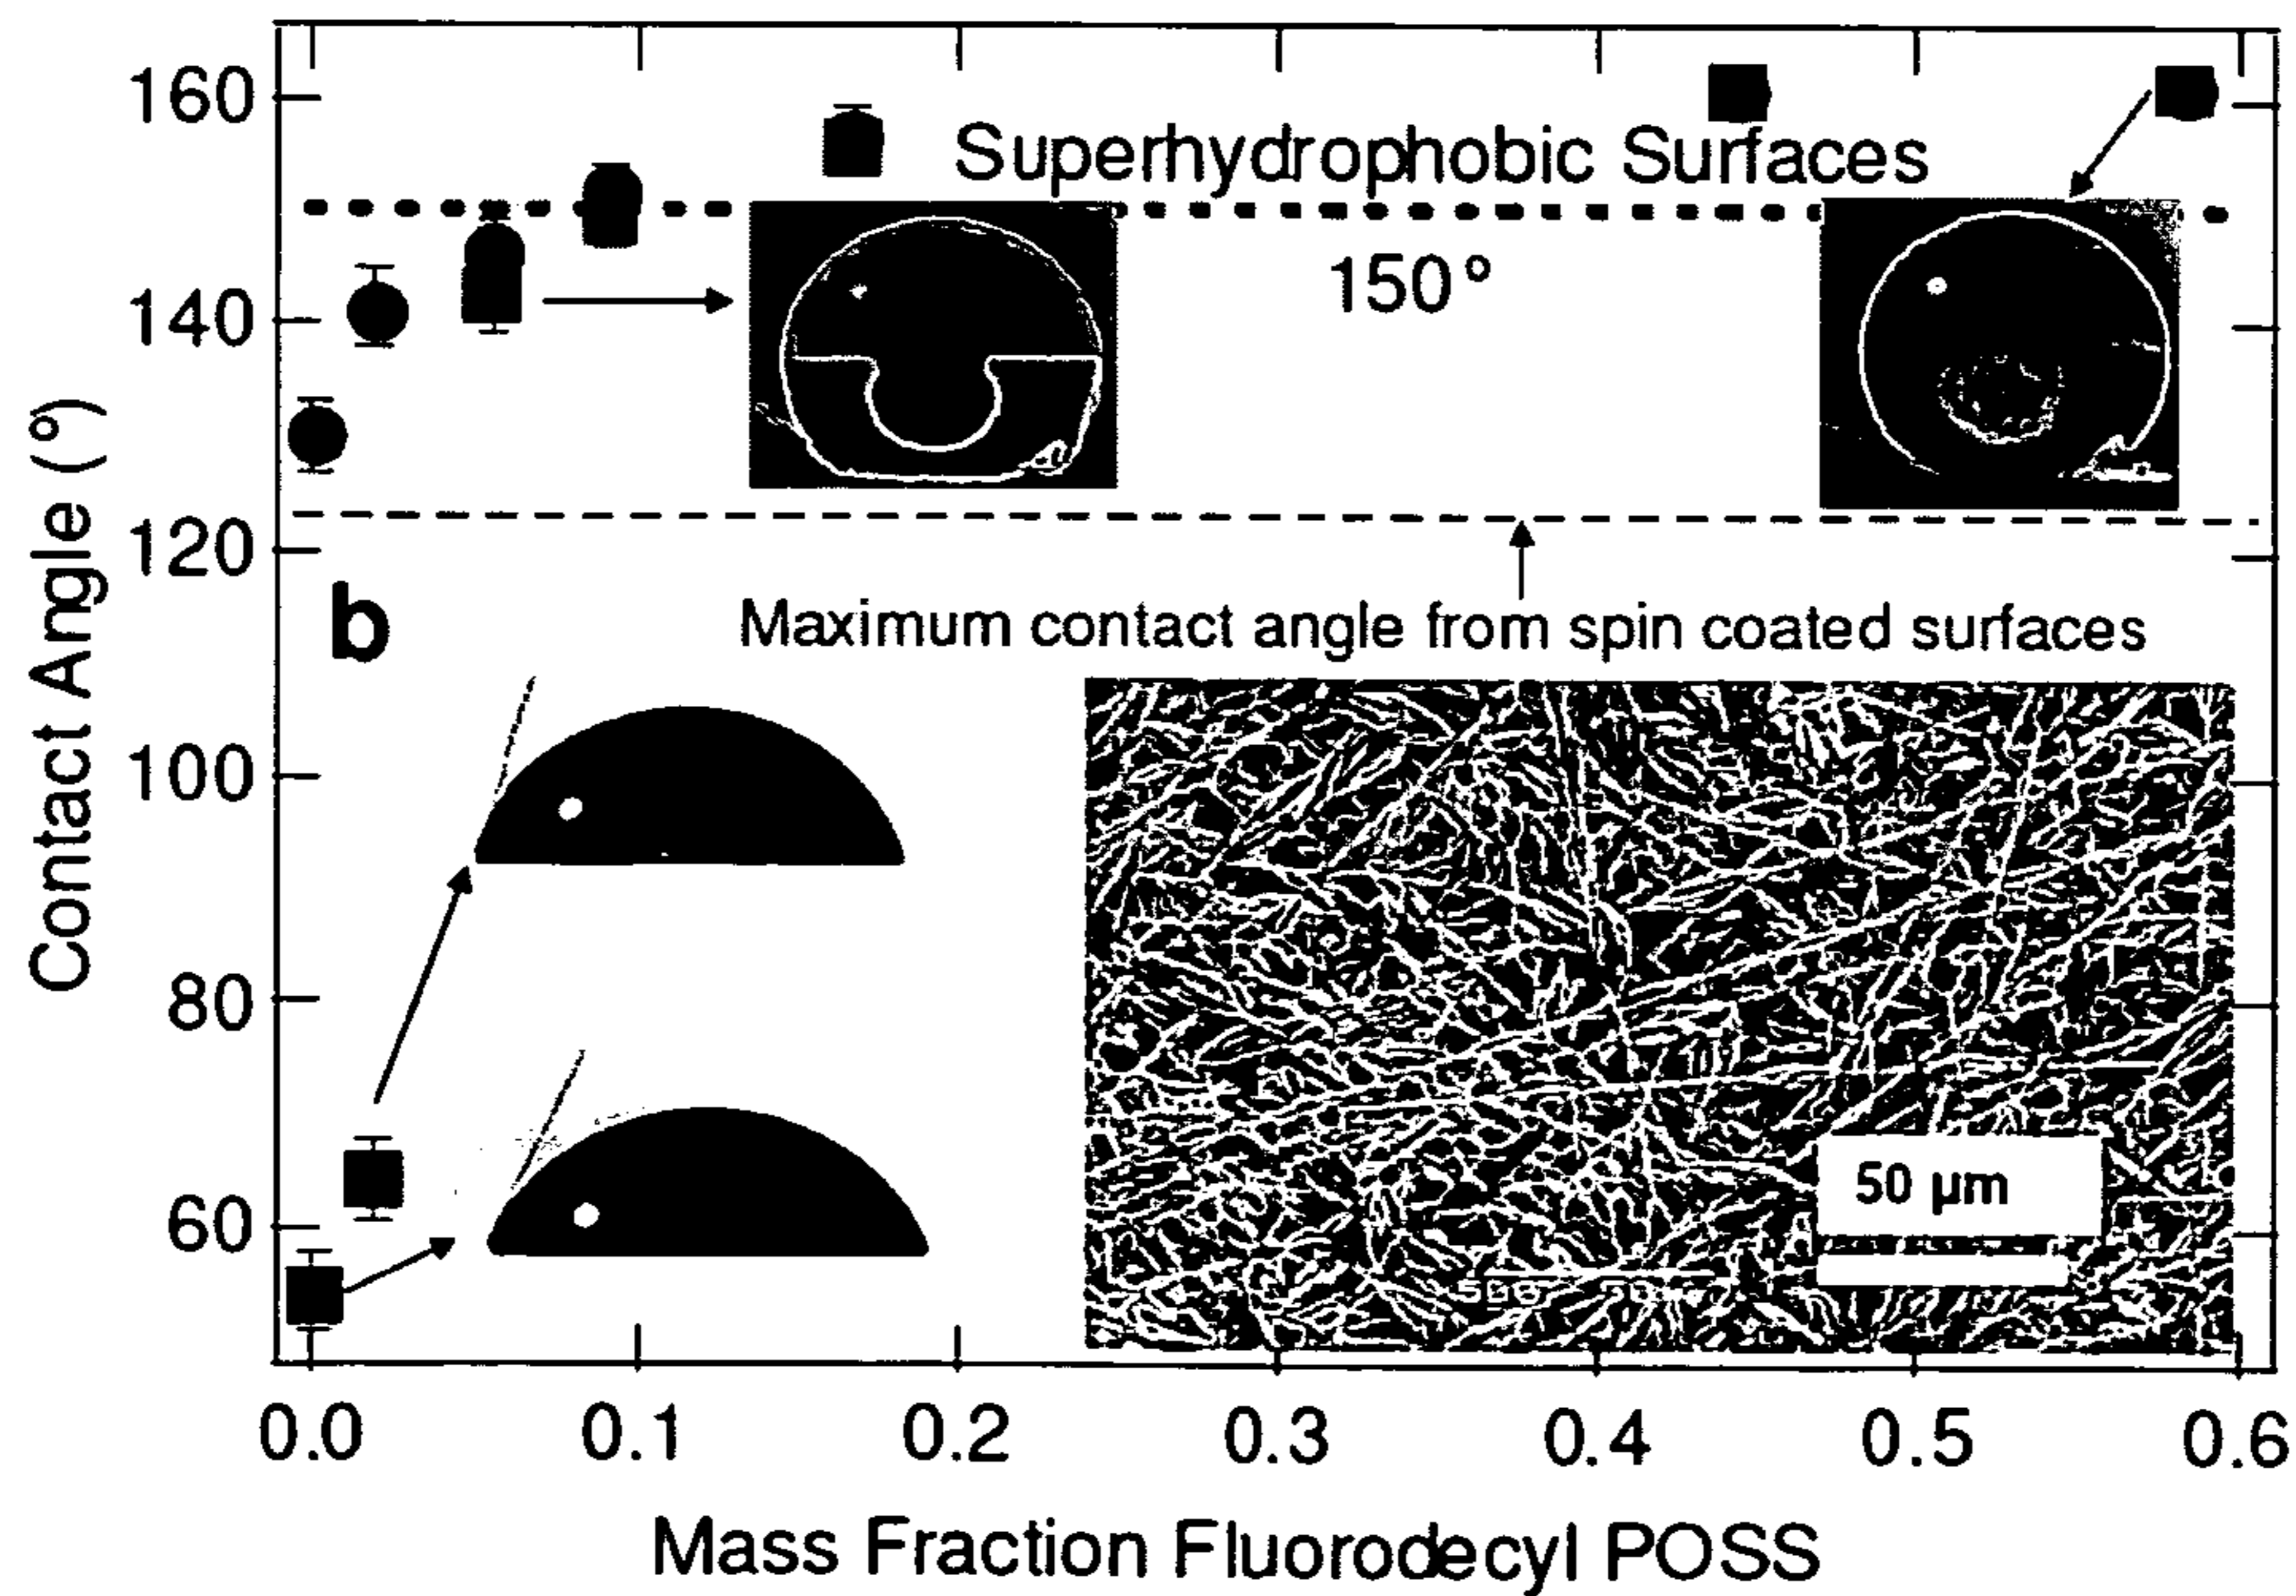 160
Superhydrophobic Surfaces
150°
140
120
b
Maximum contact angle from spin coated surfaces
100
80
60
50 µm
0.0 0.1 0.2 0.3 0.4 0.5 0.6
Mass Fraction Fluorodecyl POSS
Contact Angle (°)